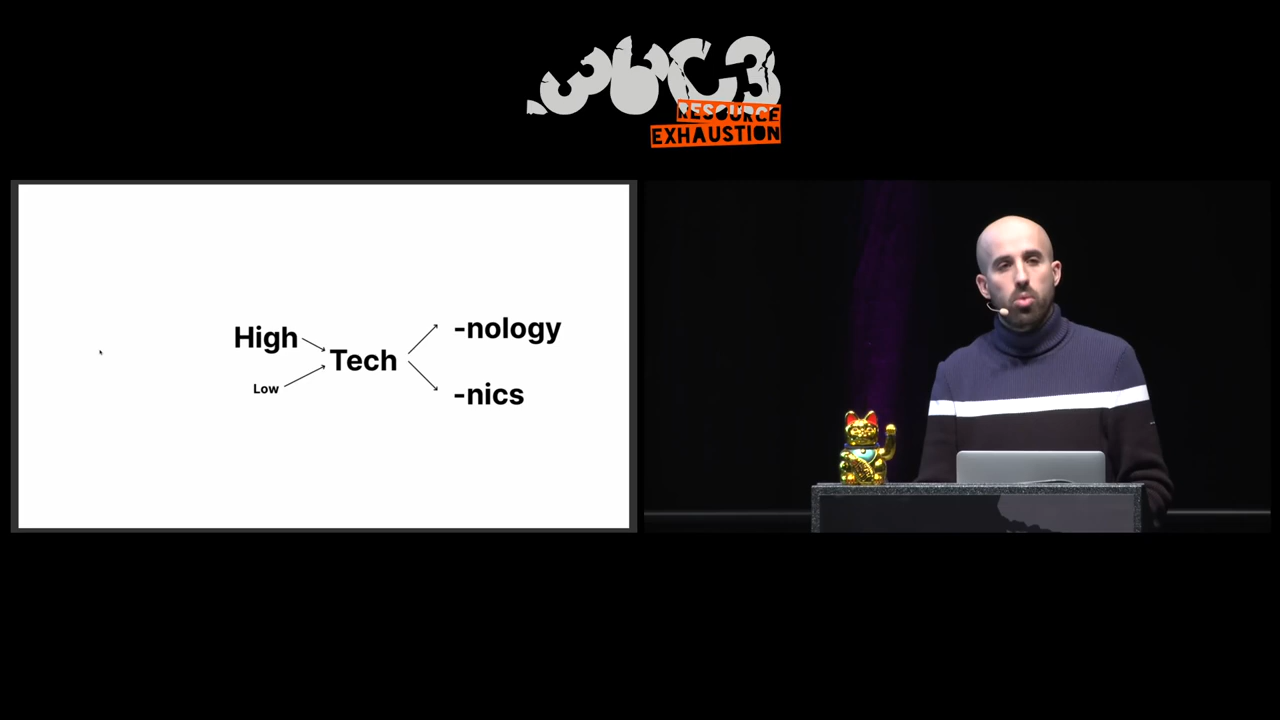 36C3
RESOURCE
EXHAUSTION
High
Low
Tech
-nology
-nics